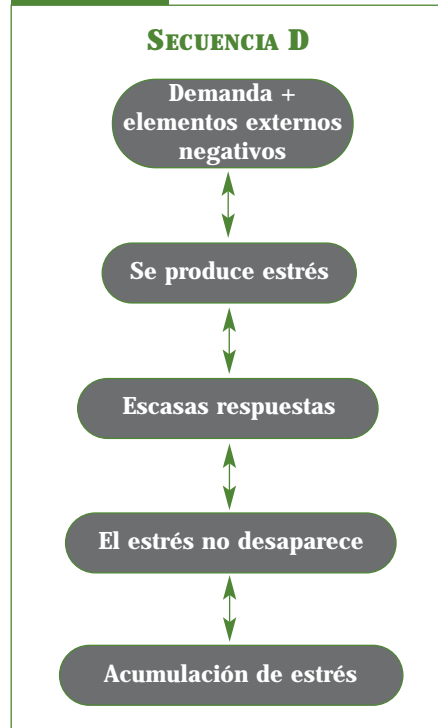 SECUENCIA D
Demanda +
elementos externos
negativos
Se produce estrés
Escasas respuestas
El estrés no desaparece
Acumulación de estrés